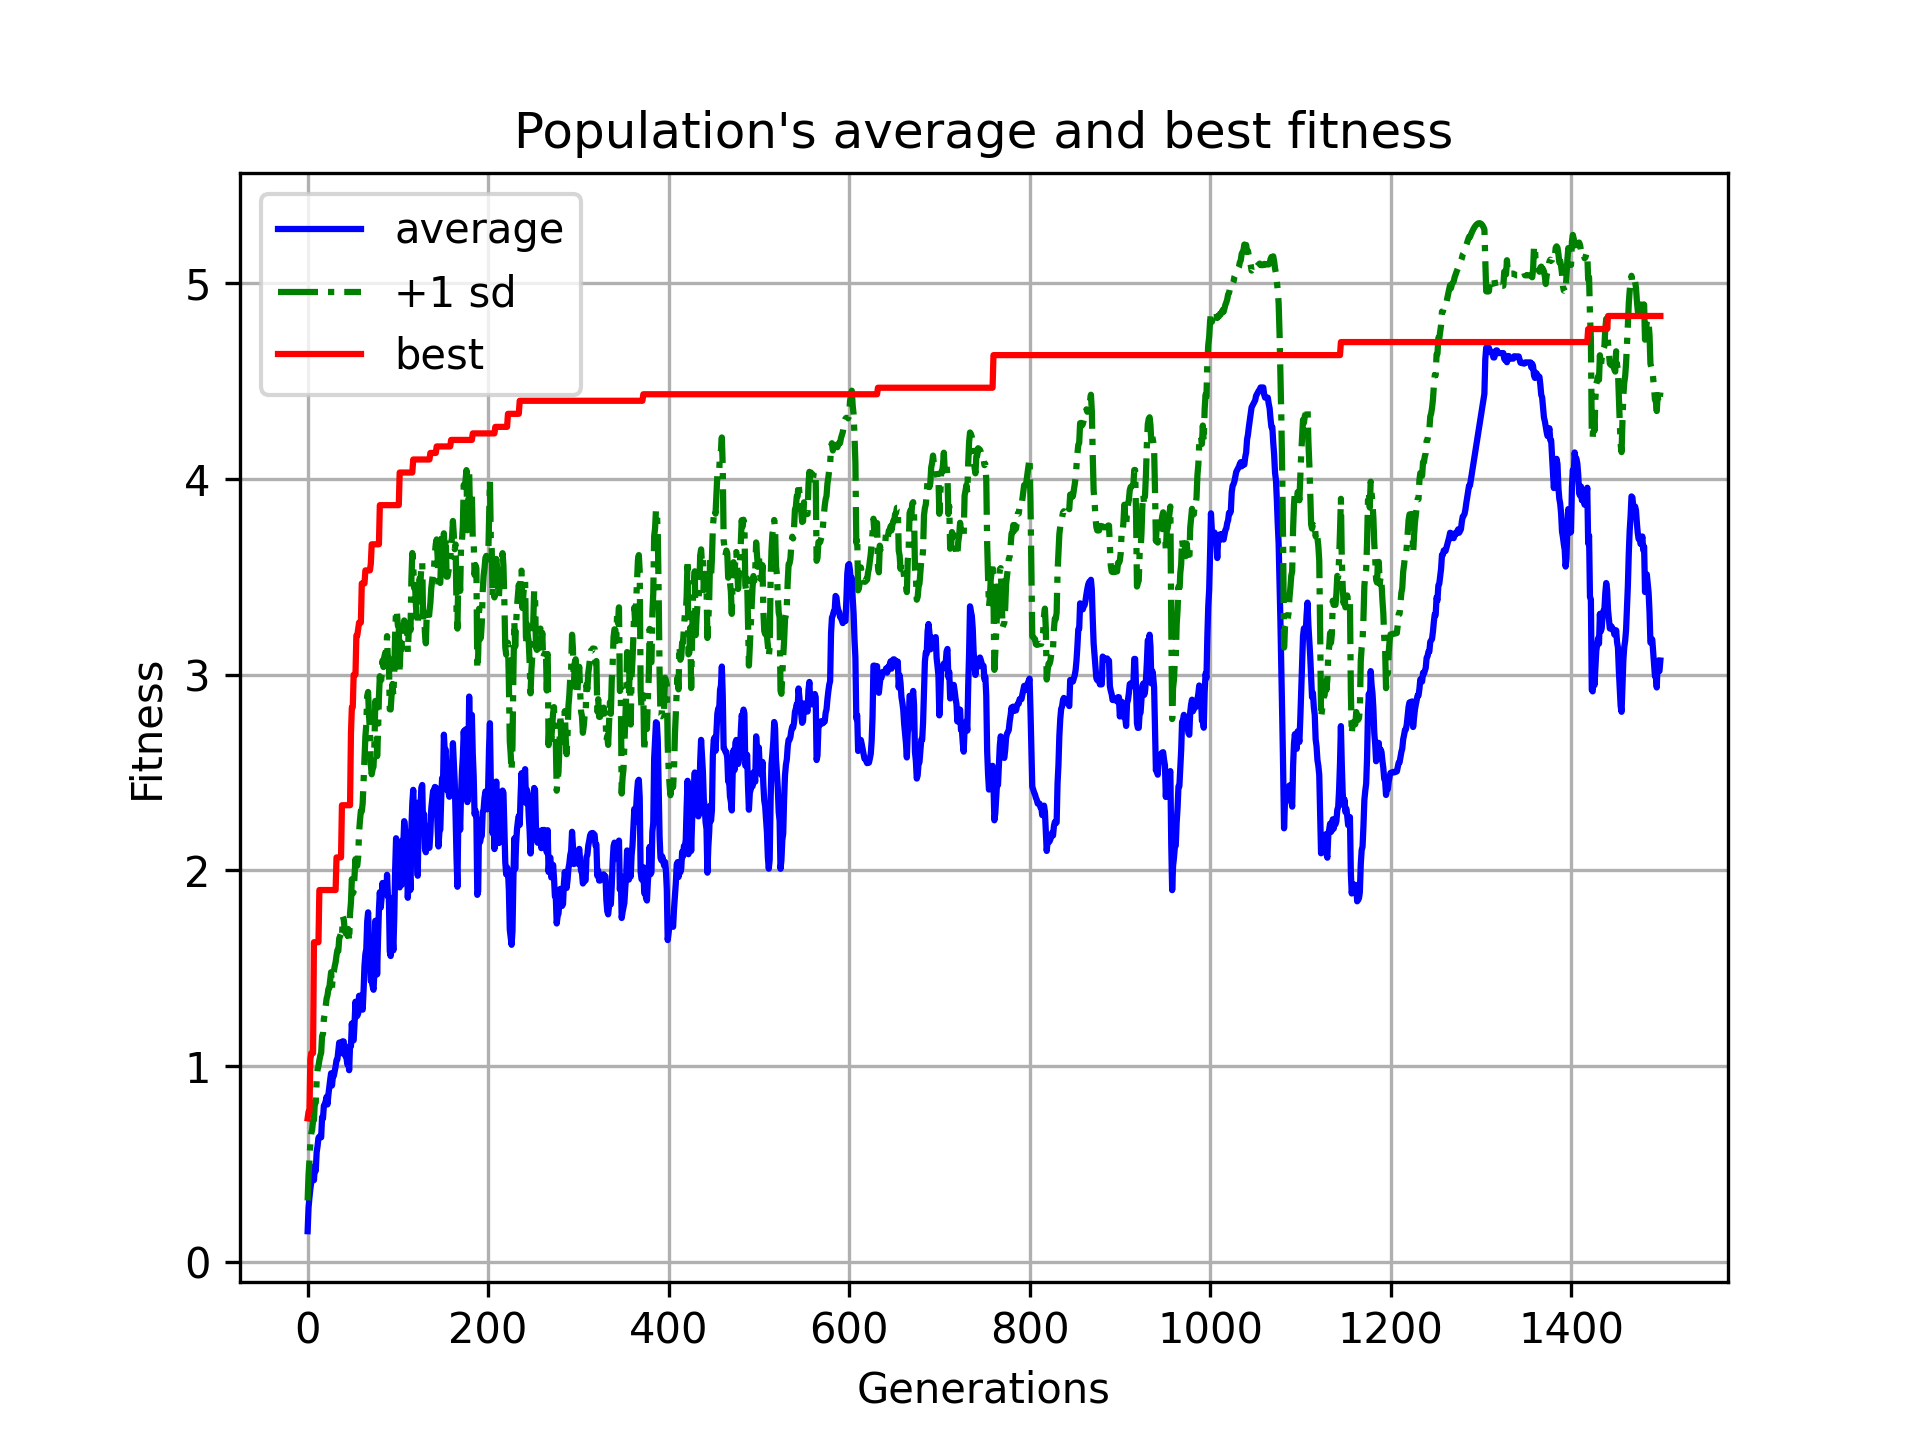 Population's average and best fitness
average
+1 sd
best
5
4
3
2
1
0
Fitness
0 200 400 600 800 1000 1200 1400
Generations